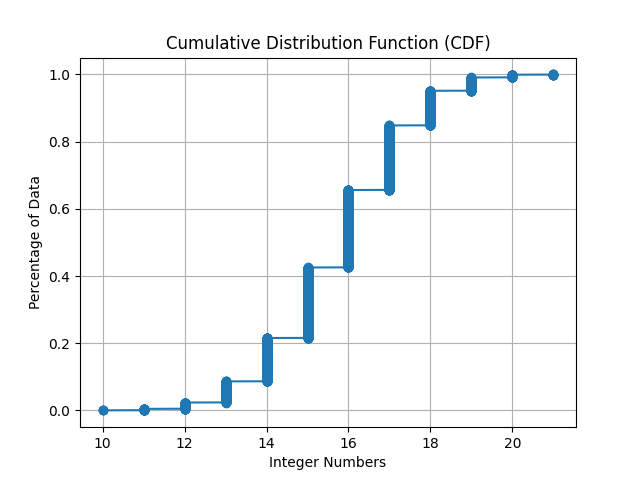 Cumulative Distribution Function (CDF)
1.0
0.8
0.6
0.4
0.2
0.0
Percentage of Data
10 12 14 16 18 20
Integer Numbers